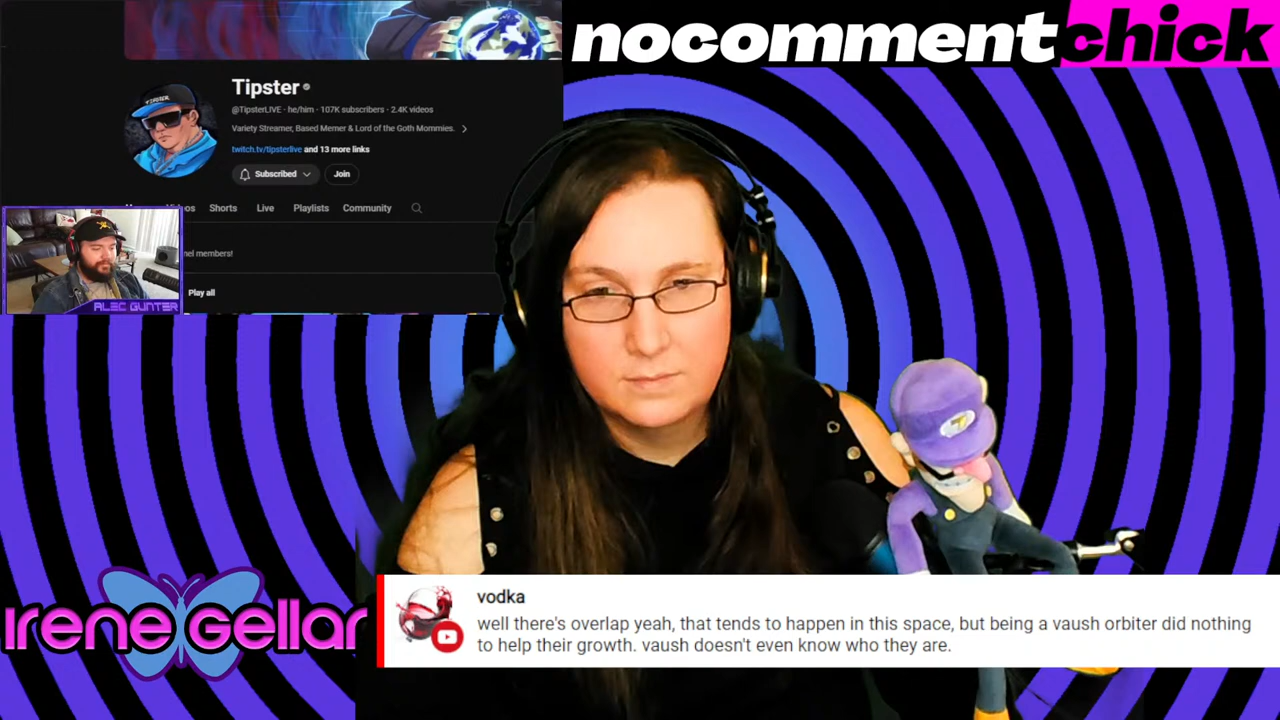 nocommentchick
Tipster
@TipsterLIVE · he/him · 107K subscribers · 2.4K videos
Variety Streamer, Based Memer & Lord of the Goth Mommies.
twitch.tv/tipsterlive and 13 more links
Subscribed
Join
Shorts Live Playlists Community
members!
Play all
ALEC GUNTER
Irene Gellar
vodka
well there's overlap yeah, that tends to happen in this space, but being a vaush orbiter did nothing
to help their growth. vaush doesn't even know who they are.